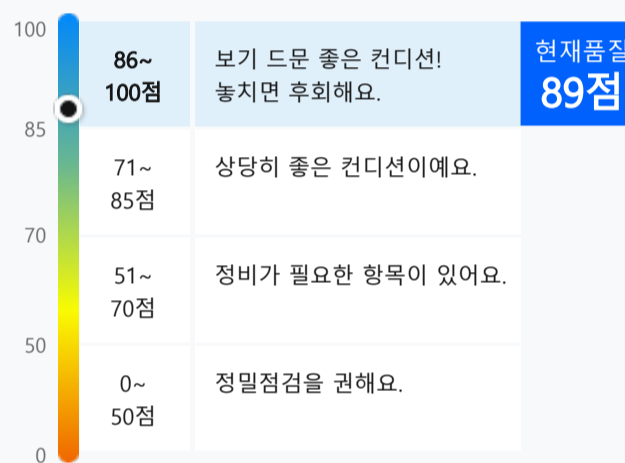 100
86~
100점
보기 드문 좋은 컨디션!
놓치면 후회해요.
현재품질
89점
85
71~
85점
상당히 좋은 컨디션이예요.
70
51~
70점
정비가 필요한 항목이 있어요.
50
0~
50점
정밀점검을 권해요.
0